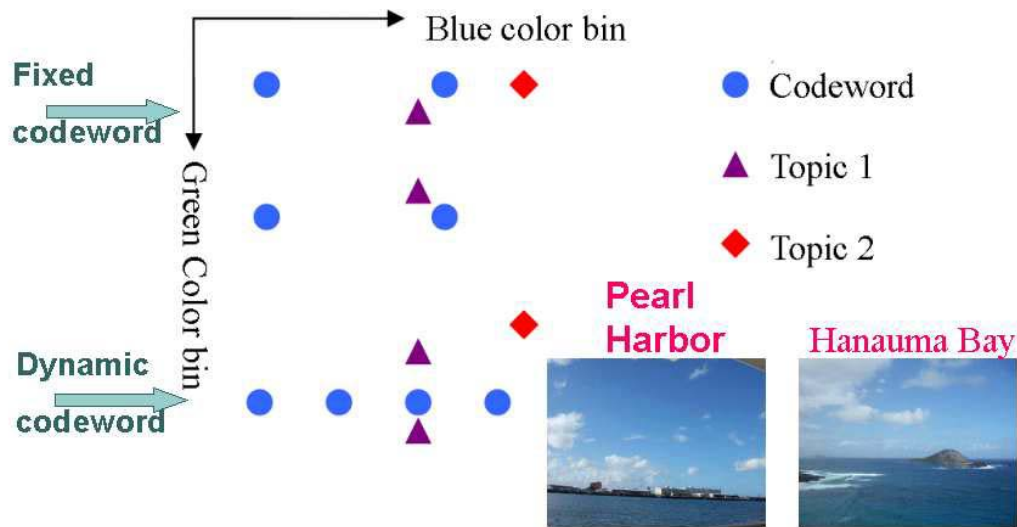 Blue color bin
Fixed
codeword
Codeword
Green Color bin
Topic 1
Topic 2
Pearl
Harbor
Hanauma Bay
Dynamic
codeword